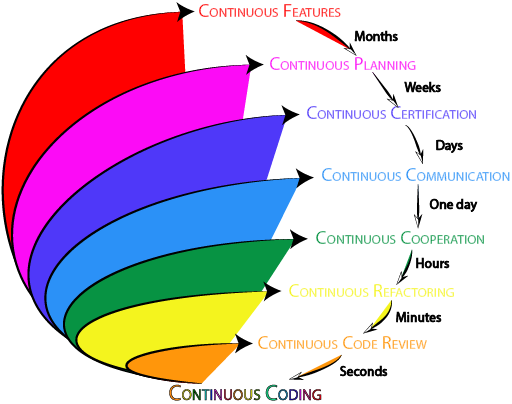 Continuous Features
Months
Continuous Planning
Weeks
Continuous Certification
Days
Continuous Communication
One day
Continuous Cooperation
Hours
Continuous Refactoring
Minutes
Continuous Code Review
Seconds
Continuous Coding